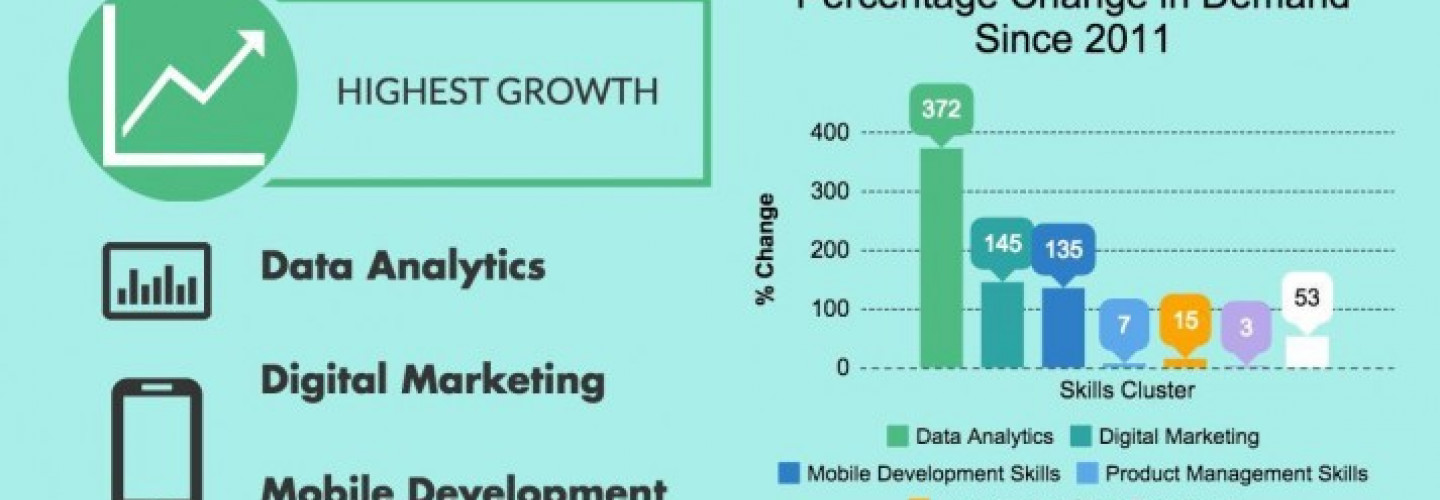 HIGHEST GROWTH
Data Analytics
Digital Marketing
Mobile Development
Percentage Change in Demand
Since 2011
% Change
400
300
200
100
0
372
145
135
7
15
3
53
Skills Cluster
Data Analytics Digital Marketing
Mobile Development Skills Product Management Skills